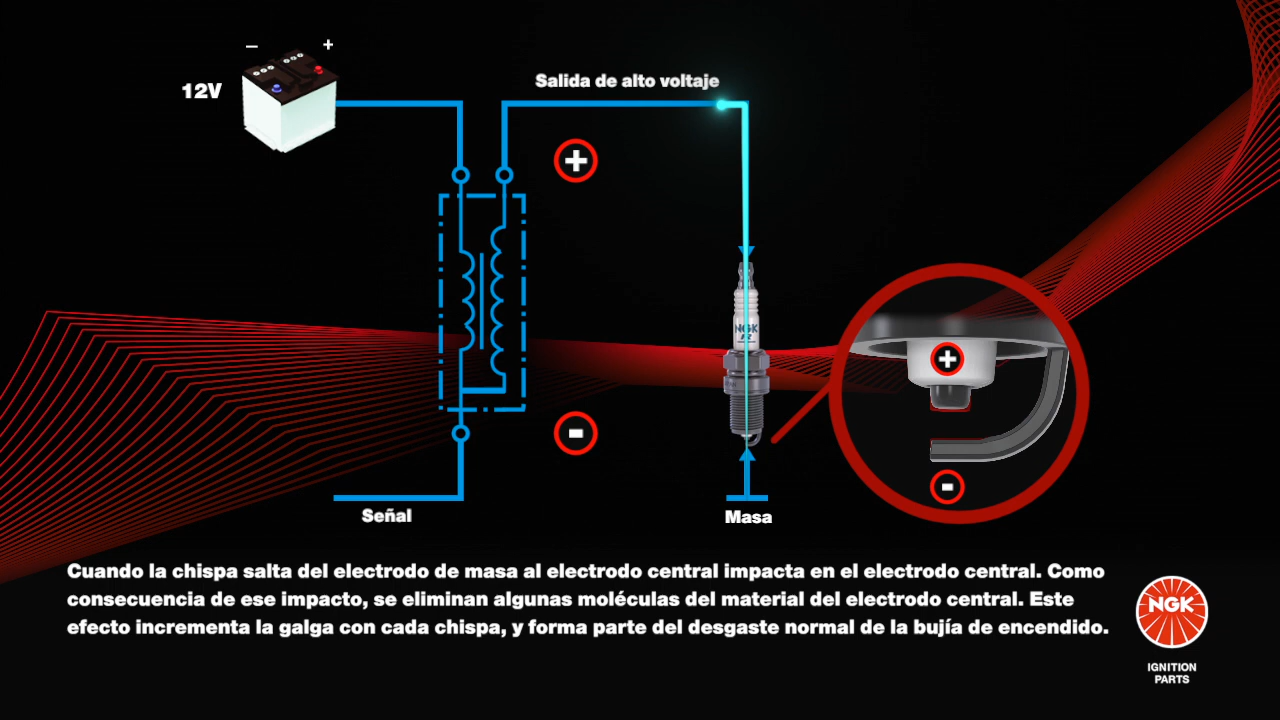 − +
12V
Salida de alto voltaje
+
NGK
+
-
-
Señal
Masa
Cuando la chispa salta del electrodo de masa al electrodo central impacta en el electrodo central. Como
consecuencia de ese impacto, se eliminan algunas moléculas del material del electrodo central. Este
efecto incrementa la galga con cada chispa, y forma parte del desgaste normal de la bujía de encendido.
NGK
IGNITION
PARTS